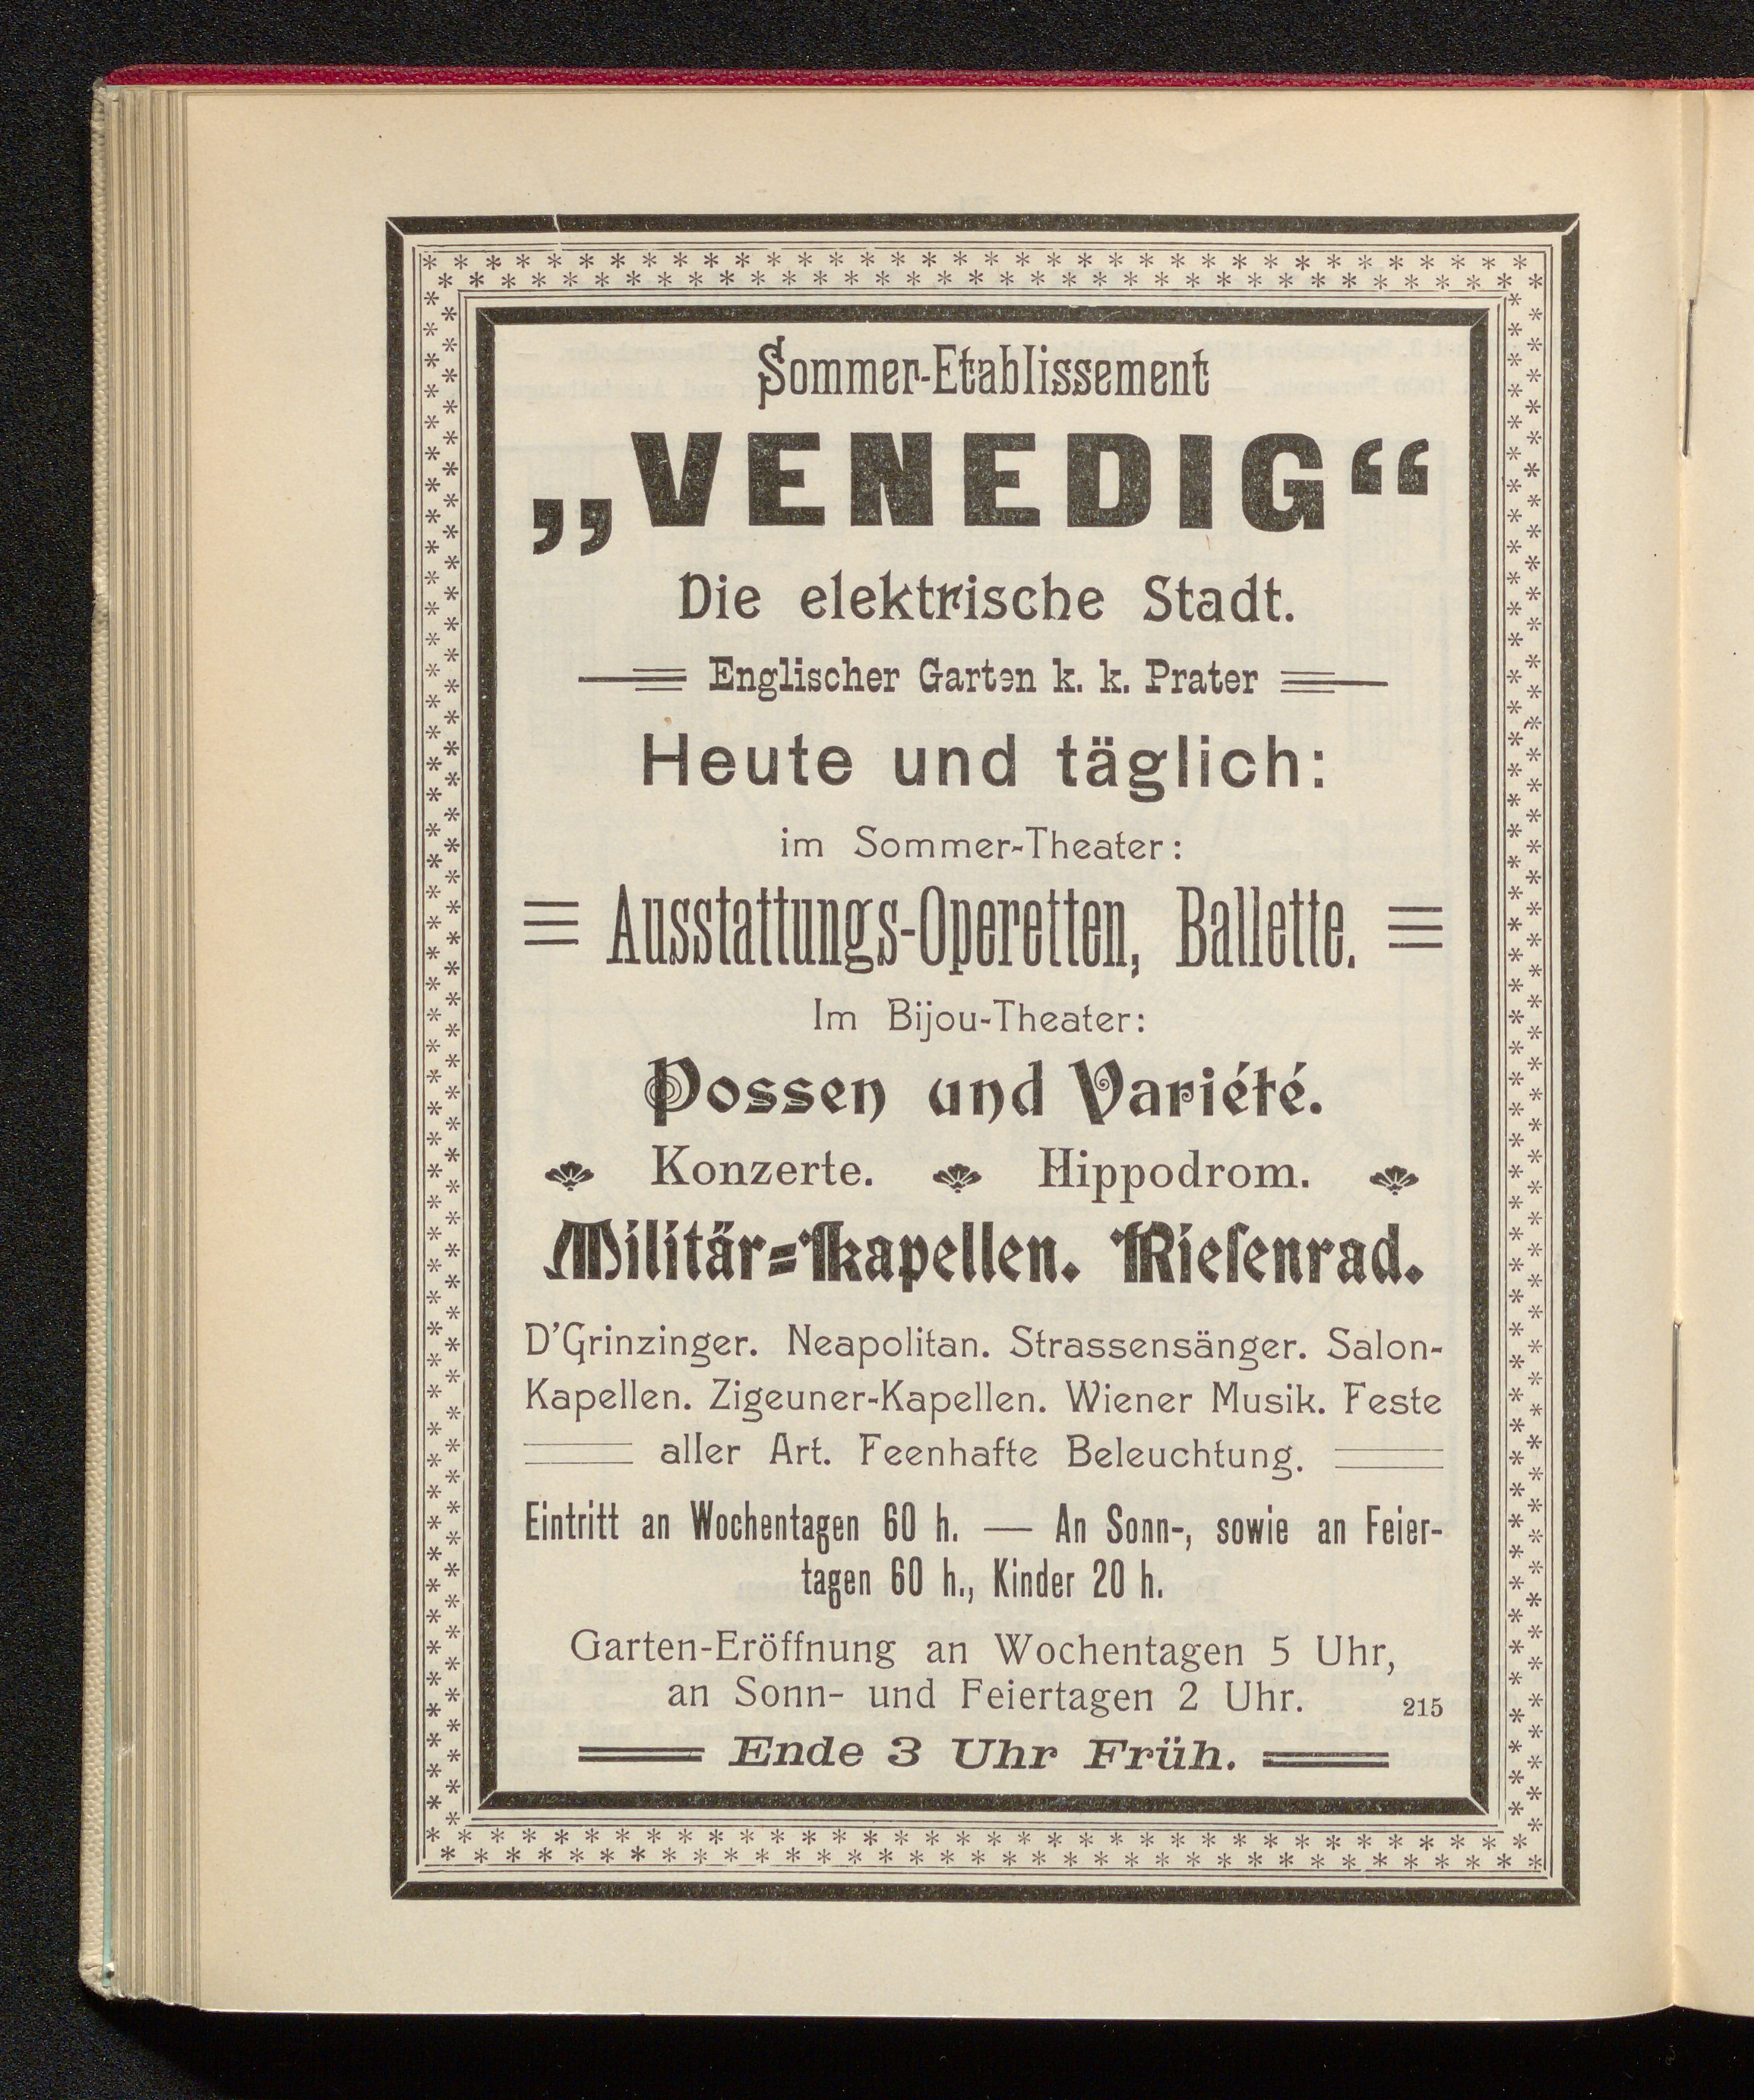 Sommer-Etablissement
„VENEDIG“
Die elektrische Stadt.
Englischer Garten k. k. Prater
Heute und täglich:
im Sommer-Theater:
Ausstattungs-Operetten, Ballette.
Im Bijou-Theater:
Possen und Variété.
Konzerte. Hippodrom.
Militär=Kapellen. Rieſenrad.
D'Grinzinger. Neapolitan. Strassensänger. Salon-
Kapellen. Zigeuner-Kapellen. Wiener Musik. Feste
aller Art. Feenhafte Beleuchtung.
Eintritt an Wochentagen 60 h. — An Sonn-, sowie an Feier-
tagen 60 h., Kinder 20 h.
Garten-Eröffnung an Wochentagen 5 Uhr,
an Sonn- und Feiertagen 2 Uhr. 215
Ende 3 Uhr Früh.